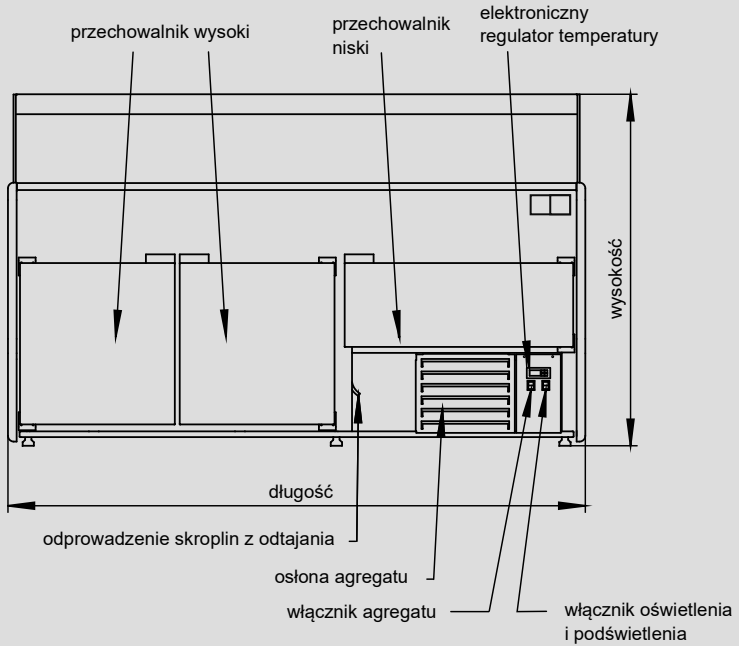 przechowalnik wysoki
przechowalnik
niski
elektroniczny
regulator temperatury
wysokość
długość
odprowadzenie skroplin z odtajania
osłona agregatu
włącznik agregatu
włącznik oświetlenia
i podświetlenia